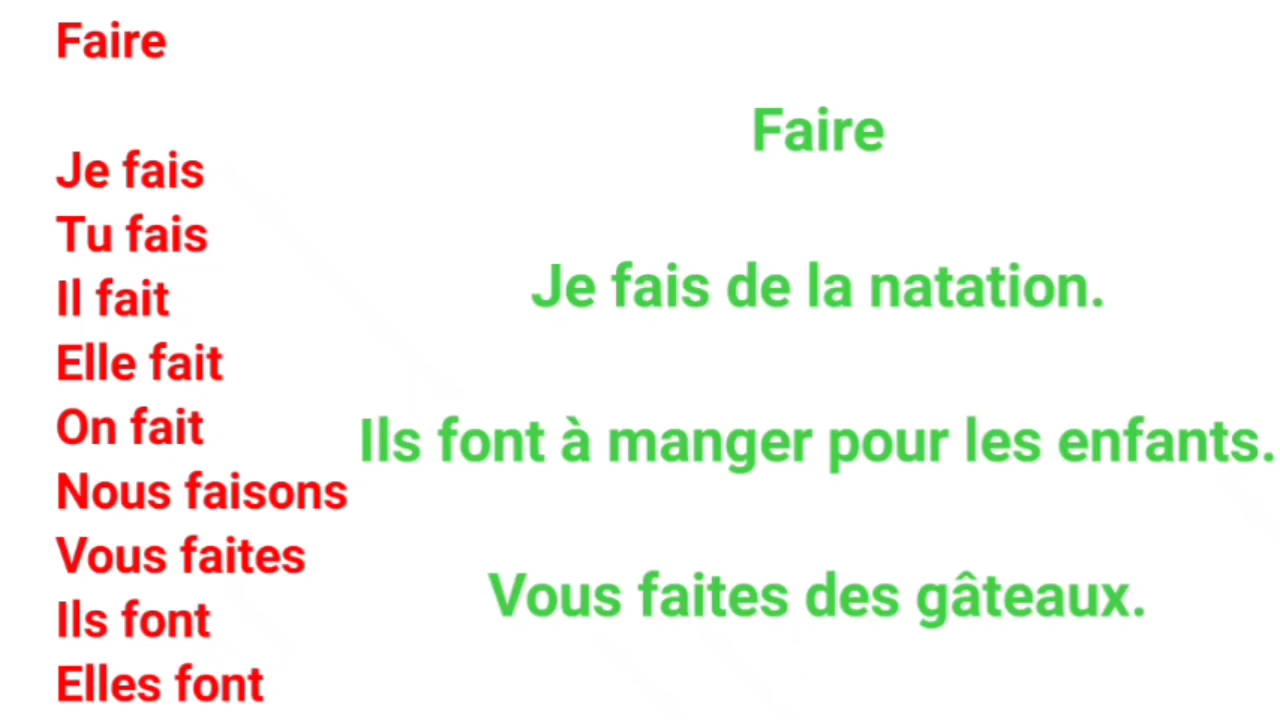 Faire
Je fais
Tu fais
Il fait
Elle fait
On fait
Nous faisons
Vous faites
Ils font
Elles font
Faire
Je fais de la natation.
Ils font à manger pour les enfants.
Vous faites des gâteaux.